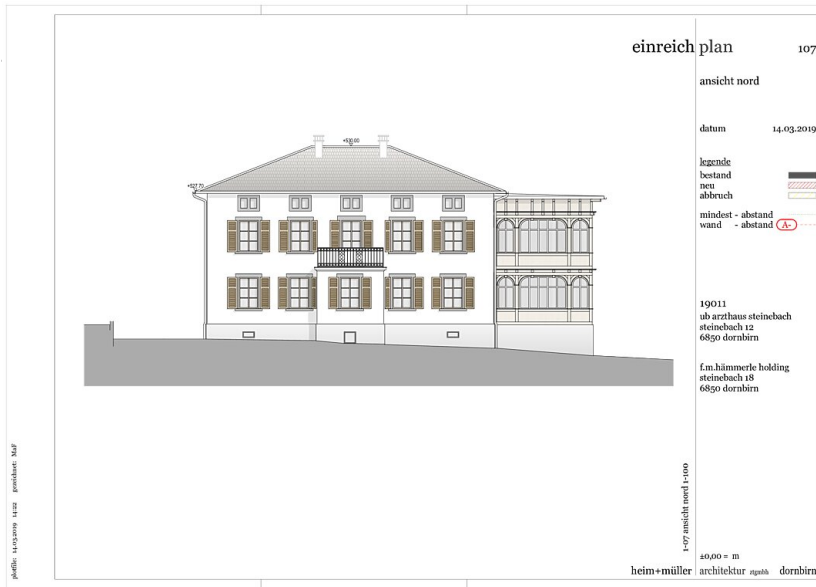 einreich plan 107
ansicht nord
datum 14.03.2019
legende
bestand
neu
abbruch
mindest - abstand
wand - abstand A-
19011
ub arzthaus steinebach
steinebach 12
6850 dornbirn
f.m.hämmerle holding
steinebach 18
6850 dornbirn
+530.00
+527.70
1-07 ansicht nord 1-100
±0,00 = m
heim+müller architektur ztgmbh dornbirn
plotfile: 14.03.2019 14:22 gezeichnet: MaF